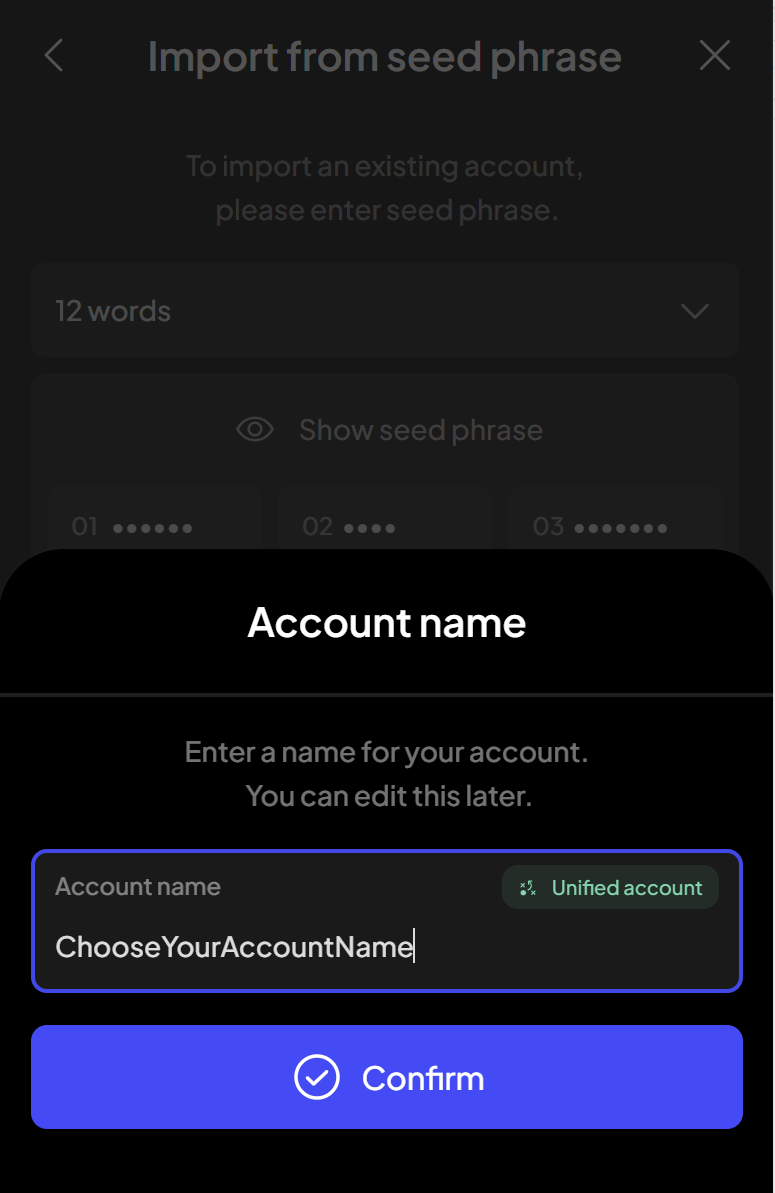 Import from seed phrase
To import an existing account,
please enter seed phrase.
12 words
Show seed phrase
01 ••••••
02 ••••
03 •••••••
Account name
Enter a name for your account.
You can edit this later.
Account name
Unified account
ChooseYourAccountName
Confirm